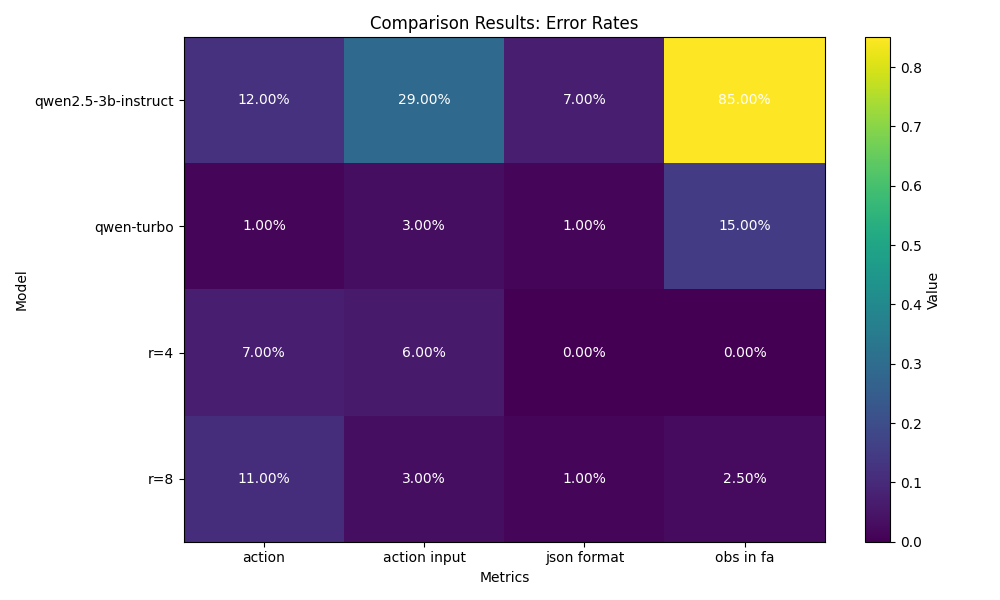 Comparison Results: Error Rates
Model
qwen2.5-3b-instruct 12.00% 29.00% 7.00% 85.00%
qwen-turbo 1.00% 3.00% 1.00% 15.00%
r=4 7.00% 6.00% 0.00% 0.00%
r=8 11.00% 3.00% 1.00% 2.50%
action action input json format obs in fa
Metrics
0.8
0.7
0.6
0.5
0.4
0.3
0.2
0.1
0.0
Value